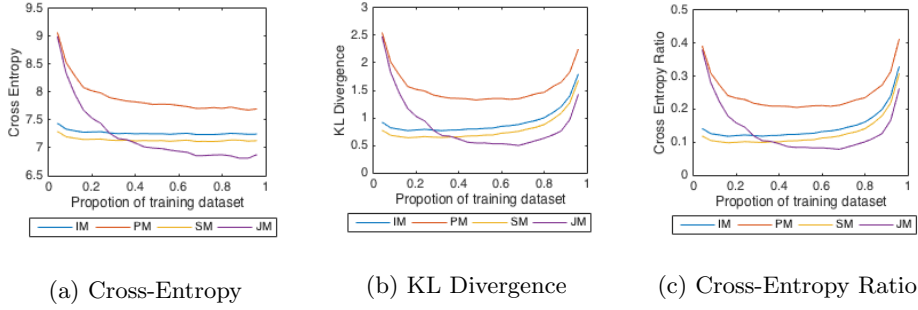 9.5
9
8.5
8
7.5
7
6.5
0 0.2 0.4 0.6 0.8 1
Cross Entropy
Propotion of training dataset
IM PM SM JM
(a) Cross-Entropy
3
2.5
2
1.5
1
0.5
0
0 0.2 0.4 0.6 0.8 1
KL Divergence
Propotion of training dataset
IM PM SM JM
(b) KL Divergence
0.5
0.4
0.3
0.2
0.1
0
0 0.2 0.4 0.6 0.8 1
Cross Entropy Ratio
Propotion of training dataset
IM PM SM JM
(c) Cross-Entropy Ratio